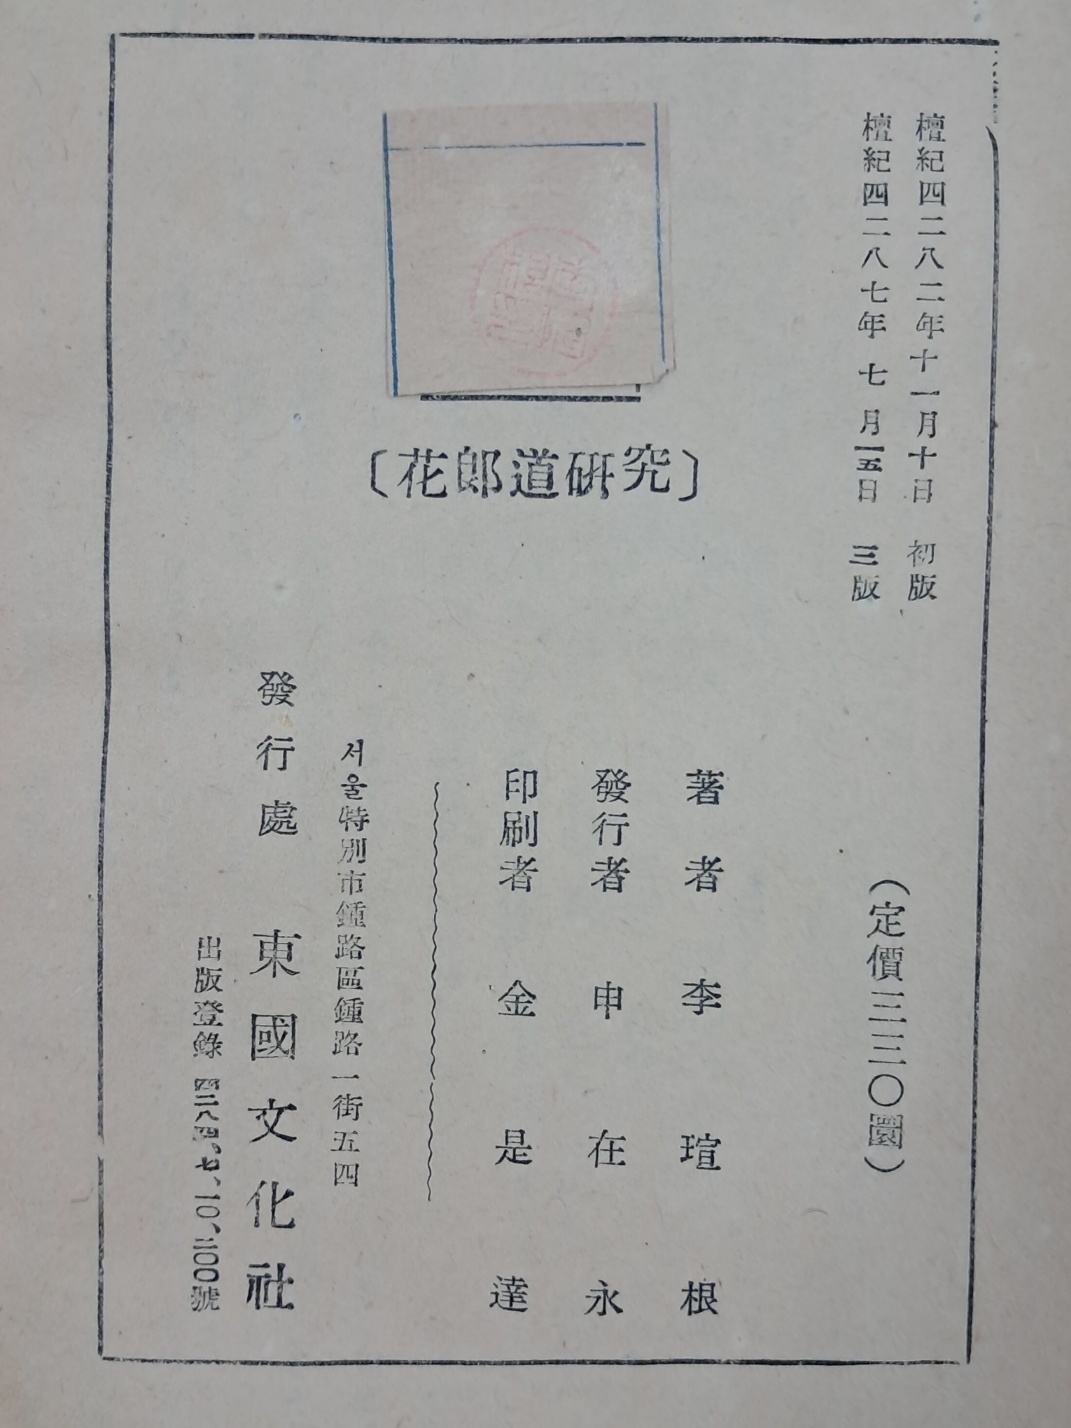 檀紀四二八二年十一月十日 初版
檀紀四二八七年 七 月一五日 三版
〔花郞道硏究〕
(定價三三〇圜)
著者 李瑄根
發行者 申在永
印刷者 金是達
서울特別市鍾路區鍾路一街五四
發行處 東國文化社
出版登錄 四二八四、七、一〇、二〇〇號